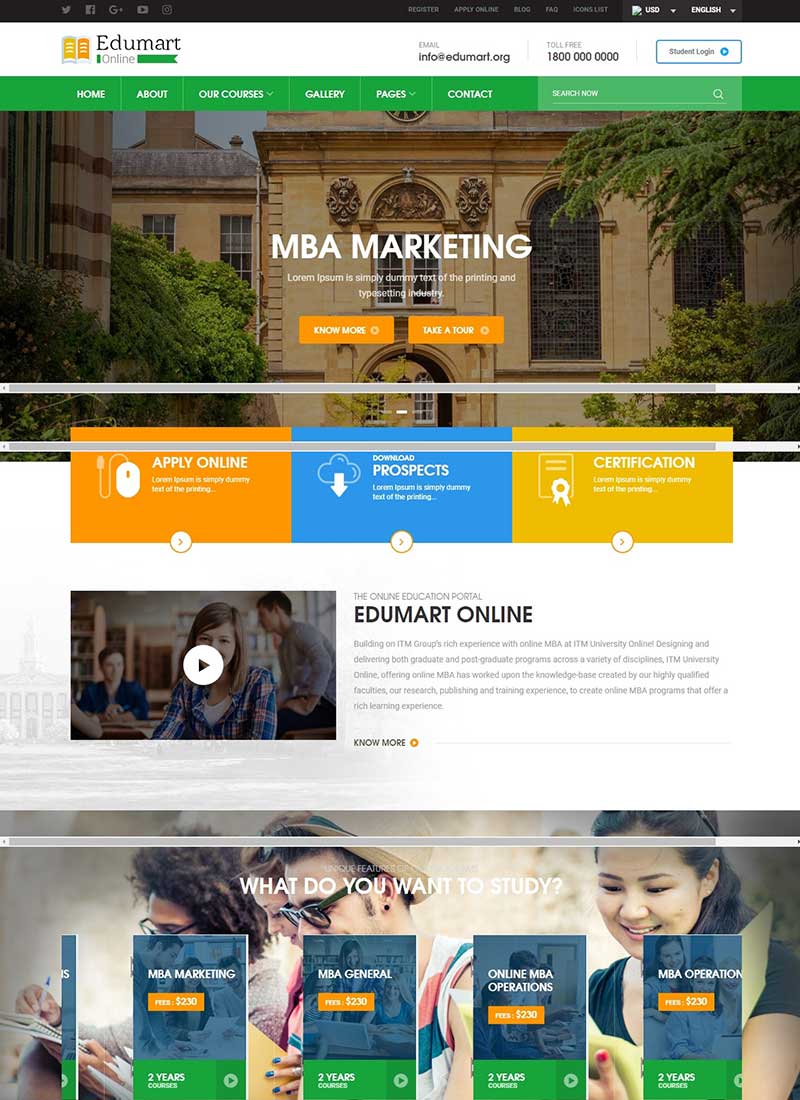 REGISTER APPLY ONLINE BLOG FAQ ICONS LIST USD ENGLISH
Edumart
Online
EMAIL
info@edumart.org
TOLL FREE
1800 000 0000
Student Login
HOME ABOUT OUR COURSES GALLERY PAGES CONTACT SEARCH NOW
MBA MARKETING
Lorem Ipsum is simply dummy text of the printing and
typesetting industry.
KNOW MORE TAKE A TOUR
APPLY ONLINE
Lorem Ipsum is simply dummy
text of the printing...
DOWNLOAD
PROSPECTS
Lorem Ipsum is simply dummy
text of the printing...
CERTIFICATION
Lorem Ipsum is simply dummy
text of the printing...
THE ONLINE EDUCATION PORTAL
EDUMART ONLINE
Building on ITM Group's rich experience with online MBA at ITM University Online! Designing and
delivering both graduate and post-graduate programs across a variety of disciplines, ITM University
Online, offering online MBA has worked upon the knowledge-base created by our highly qualified
faculties, our research, publishing and training experience, to create online MBA programs that offer a
rich learning experience.
KNOW MORE
UNIQUE FEATURES OF
WHAT DO YOU WANT TO STUDY?
MBA MARKETING
FEES : $230
2 YEARS
COURSES
MBA GENERAL
FEES : $230
2 YEARS
COURSES
ONLINE MBA
OPERATIONS
FEES : $230
2 YEARS
COURSES
MBA OPERATION
FEES : $230
2 YEARS
COURSES